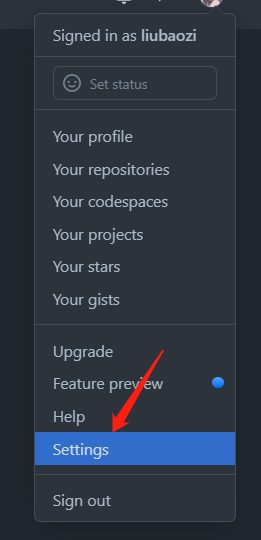 Signed in as liubaozi
Set status
Your profile
Your repositories
Your codespaces
Your projects
Your stars
Your gists
Upgrade
Feature preview
Help
Settings
Sign out